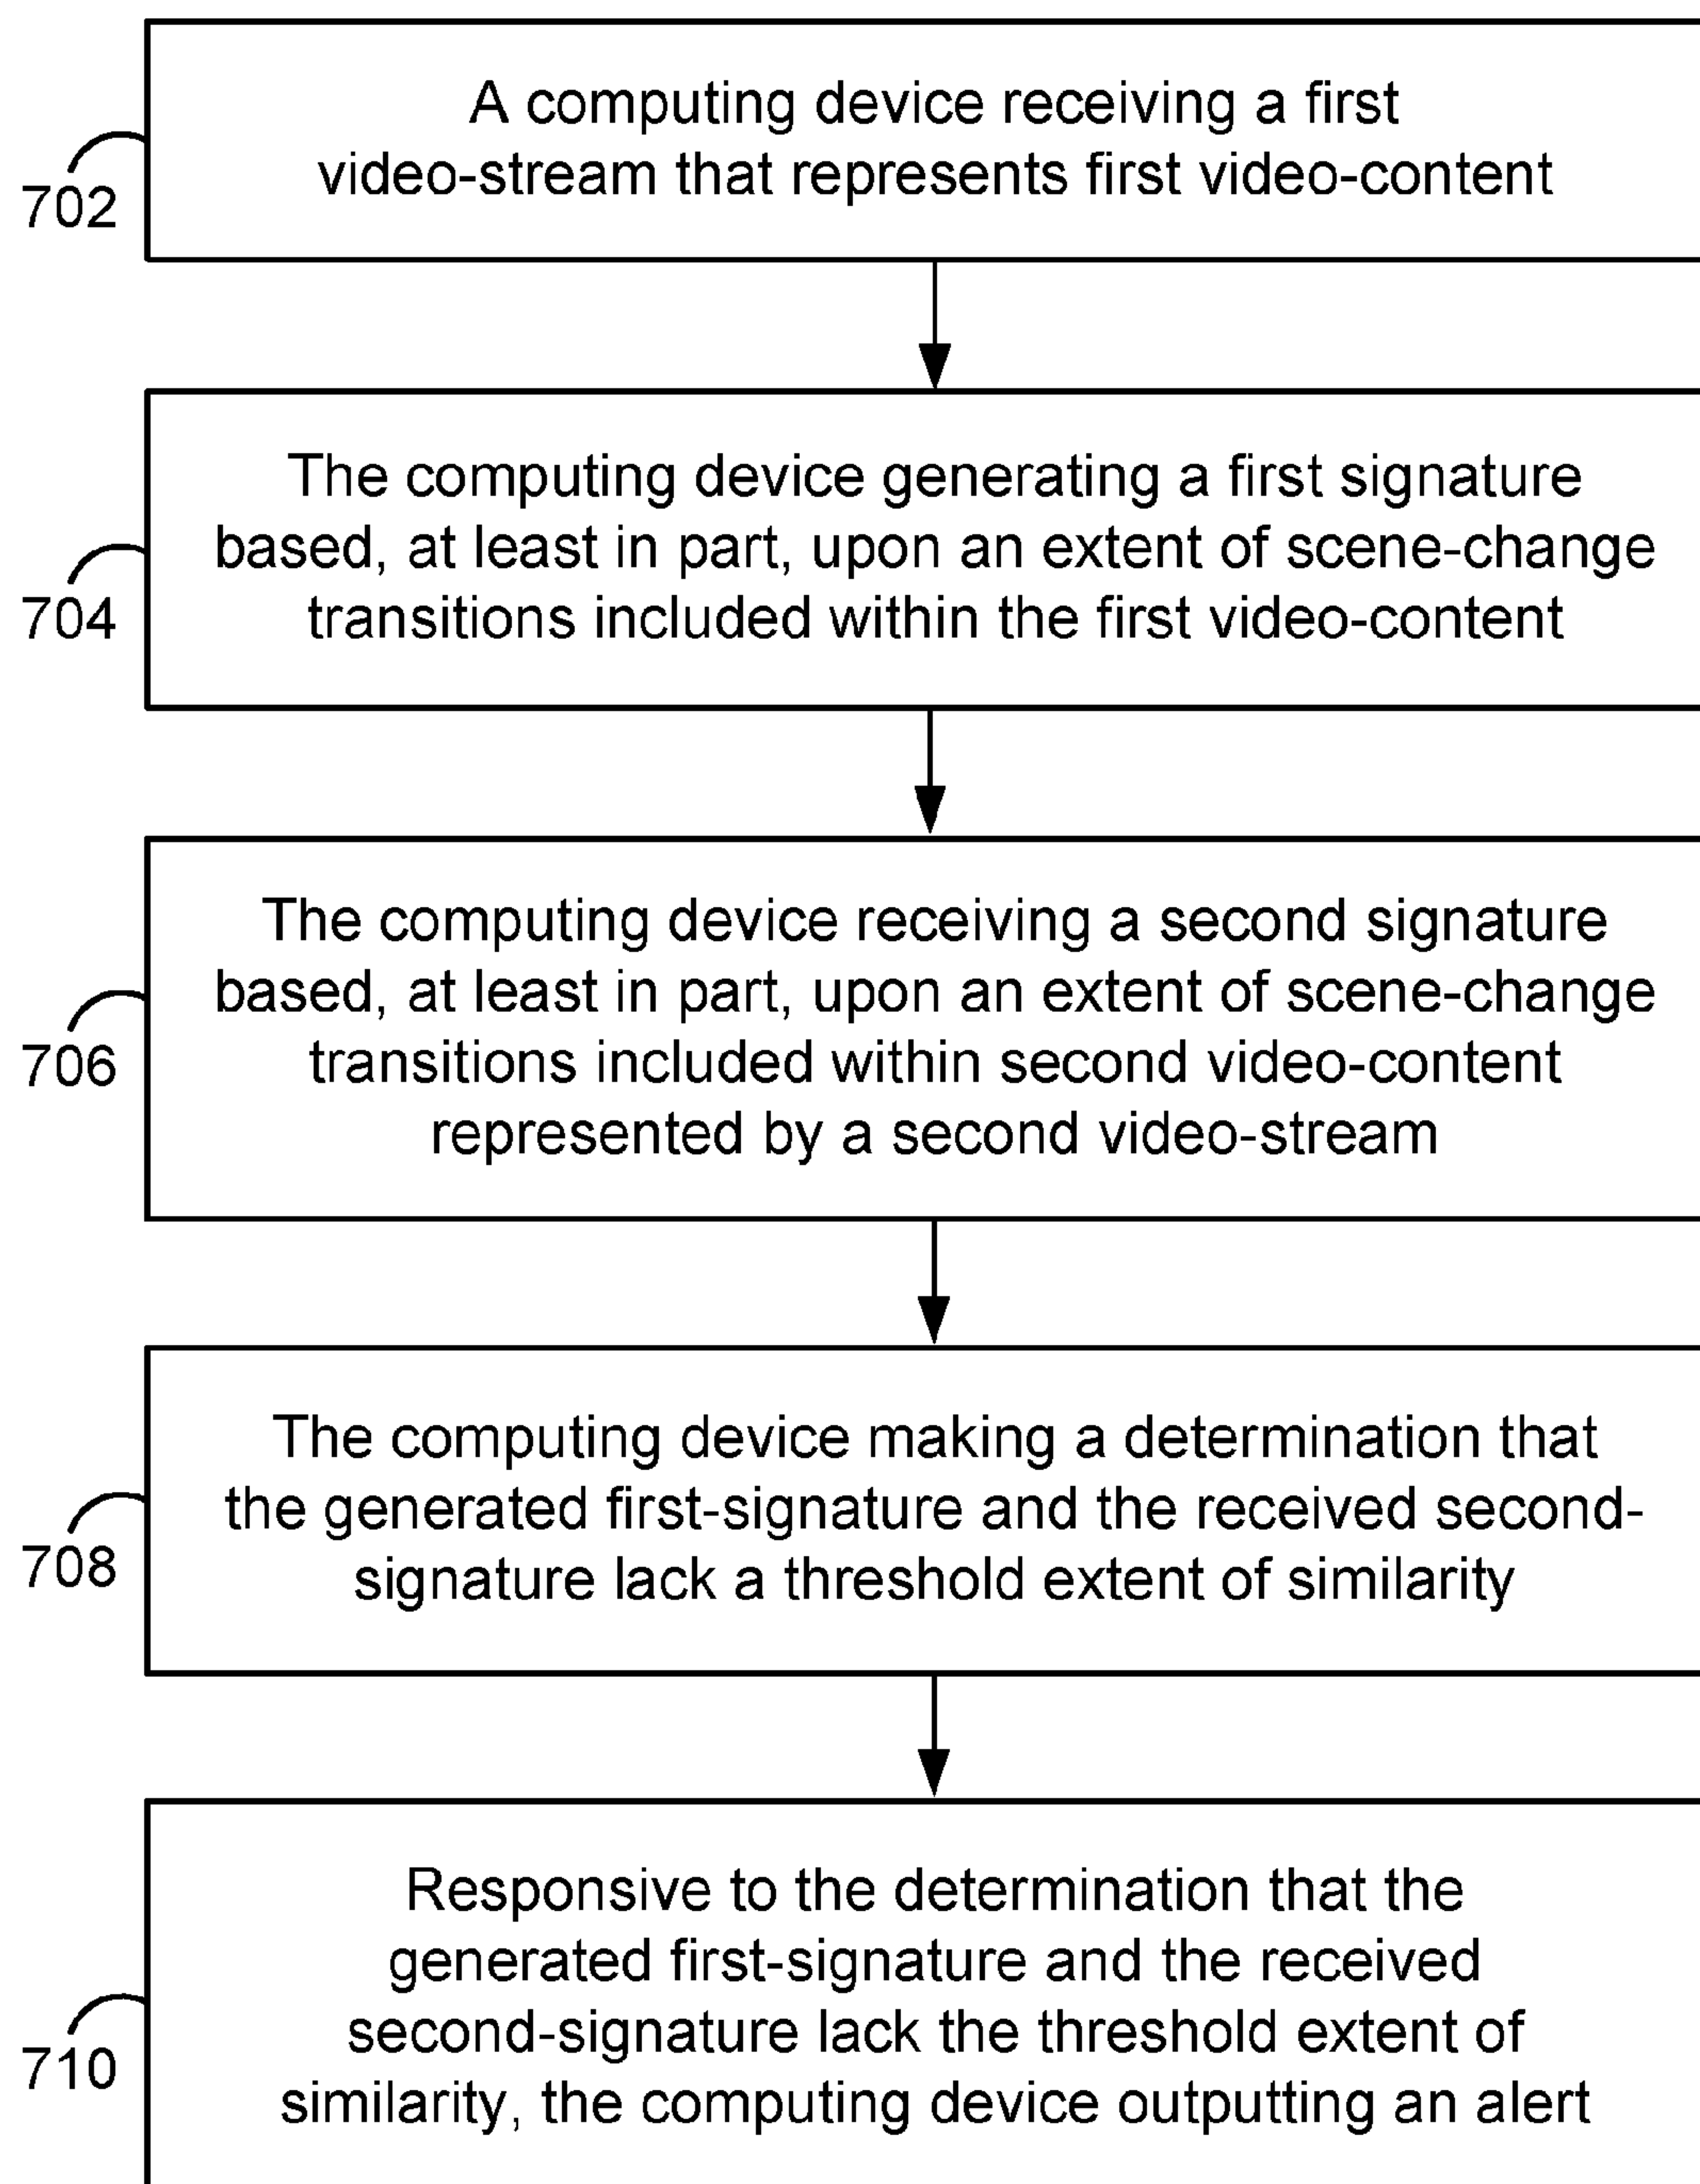 A computing device receiving a first
video-stream that represents first video-content
702
The computing device generating a first signature
based, at least in part, upon an extent of scene-change
transitions included within the first video-content
704
The computing device receiving a second signature
based, at least in part, upon an extent of scene-change
transitions included within second video-content
represented by a second video-stream
706
The computing device making a determination that
the generated first-signature and the received second-
signature lack a threshold extent of similarity
708
Responsive to the determination that the
generated first-signature and the received
second-signature lack the threshold extent of
similarity, the computing device outputting an alert
710